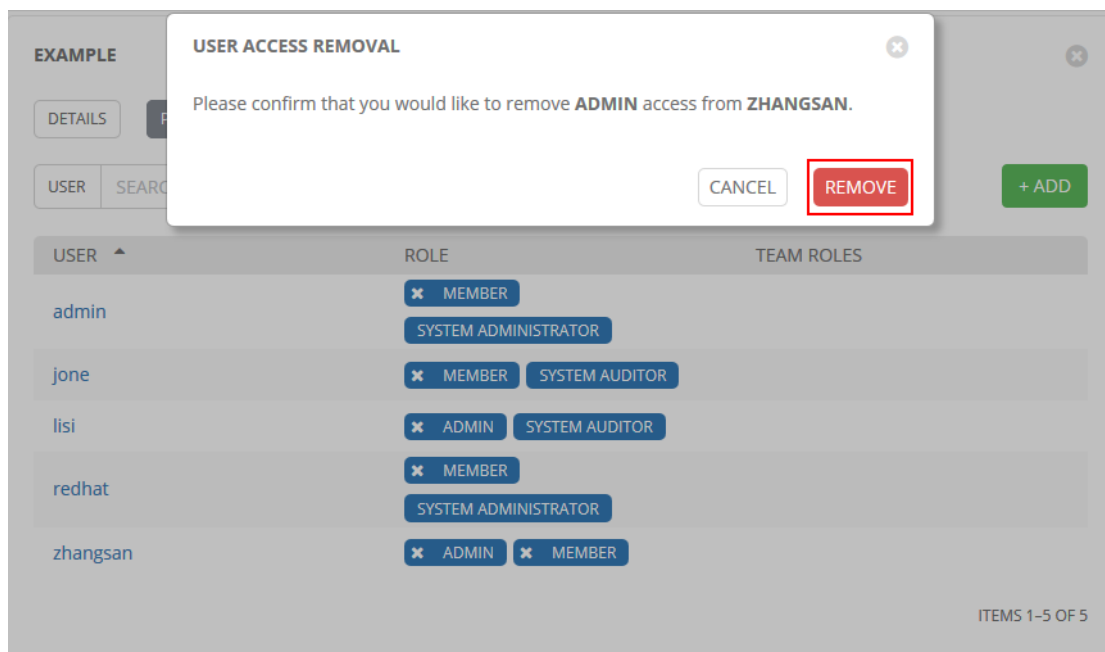 USER ACCESS REMOVAL
EXAMPLE
Please confirm that you would like to remove ADMIN access from ZHANGSAN.
DETAILS
CANCEL REMOVE
USER SEARC + ADD
USER ROLE TEAM ROLES
admin MEMBER
SYSTEM ADMINISTRATOR
jone MEMBER SYSTEM AUDITOR
lisi ADMIN SYSTEM AUDITOR
redhat MEMBER
SYSTEM ADMINISTRATOR
zhangsan ADMIN MEMBER
ITEMS 1–5 OF 5